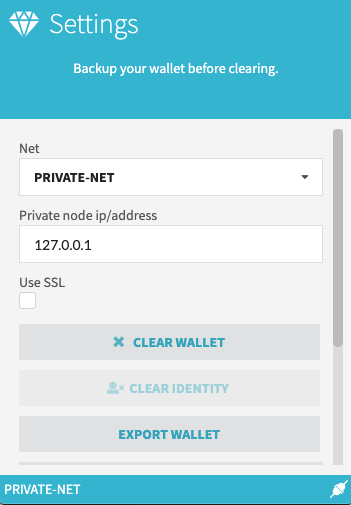 Settings
Backup your wallet before clearing.
Net
PRIVATE-NET
Private node ip/address
127.0.0.1
Use SSL
CLEAR WALLET
CLEAR IDENTITY
EXPORT WALLET
PRIVATE-NET